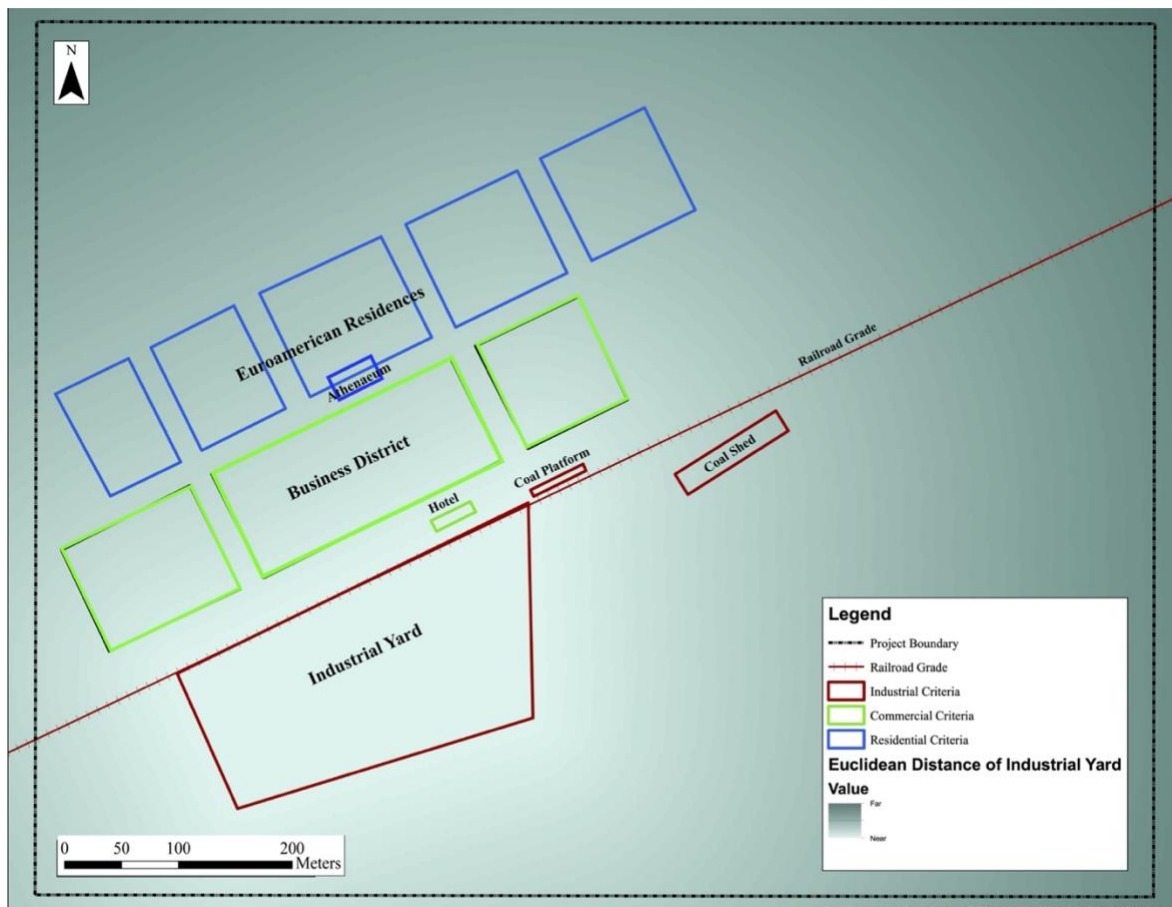 N
Euroamerican Residences
Athenaeum
Railroad Grade
Business District
Coal Platform
Coal Shed
Hotel
Industrial Yard
Legend
Project Boundary
Railroad Grade
Industrial Criteria
Commercial Criteria
Residential Criteria
Euclidean Distance of Industrial Yard
Value
Far
Near
0 50 100 200
Meters